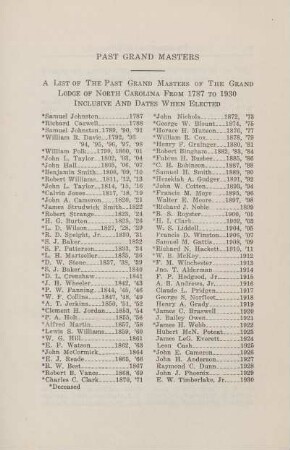 PAST GRAND MASTERS
A LIST OF THE PAST GRAND MASTERS OF THE GRAND
LODGE OF NORTH CAROLINA FROM 1787 TO 1930
INCLUSIVE AND DATES WHEN ELECTED
*Samuel Johnston 1787
*Richard Caswell 1788
*Samuel Johnston 1789, '90, '91
*William R. Davie, 1792, '93
'94, '95, '96, '97, '98
*William Polk 1799, 1800, '01
*John L. Taylor 1802, '03, '04
*John Hall 1805, '06, '07
*Benjamin Smith 1808, '09, '10
*Robert Williams 1811, '12, '13
*John L. Taylor 1814, '15, '16
*Calvin Jones 1817, '18, '19
*John A. Cameron 1820, '21
*James Strudwick Smith 1822
*Robert Strange 1823, '24
*H. G. Burton 1825, '26
*L. D. Wilson 1827, '28, '29
*R. D. Speight, Jr. 1830, '31
*S. J. Baker 1832
*S. F. Patterson 1833, '34
*L. H. Marsteller 1835, '36
*D. W. Stone 1837, '38, '39
*S. J. Baker 1840
*D. L. Crenshaw 1841
*J. H. Wheeler 1842, '43
*P. W. Fanning 1844, '45, '46
*W. F. Collins 1847, '48, '49
*A. T. Jerkins 1850, '51, '52
*Clement H. Jordan 1853, '54
*P. A. Holt 1855, '56
*Alfred Martin 1857, '58
*Lewis S. Williams 1859, '60
*W. G. Hill 1861
*E. F. Watson 1862, '63
*John McCormick 1864
*E. J. Reade 1865, '66
*R. W. Best 1867
*Robert B. Vance 1868, '69
*Charles C. Clark 1870, '71
*Deceased
*John Nichols 1872, '73
*George W. Blount 1874, '75
*Horace H. Munson 1876, '77
*William R. Cox 1878, '79
*Henry F. Grainger 1880, '81
*Robert Bingham 1882, '83, '84
*Fabius H. Busbee 1885, '86
*C. H. Robinson 1887, '88
*Samuel H. Smith 1889, '90
*Hezekiah A. Gudger 1891, '92
*John W. Cotten 1893, '94
*Francis M. Moye 1895, '96
*Walter E. Moore 1897, '98
*Richard J. Noble 1899
*B. S. Royster 1900, '01
*H. I. Clark 1902, '03
*W. S. Liddell 1904, '05
*Francis D. Winston 1906, '07
*Samuel M. Gattis 1908, '09
*Richard N. Hackett 1910, '11
*W. B. McKoy 1912
*F. M. Winchester 1913
*Jno. T. Alderman 1914
F. P. Hobgood, Jr. 1915
A. B. Andrews, Jr. 1916
Claude L. Pridgen 1917
George S. Norfleet 1918
Henry A. Grady 1919
*James C. Braswell 1920
J. Bailey Owen 1921
*James H. Webb 1922
Hubert McN. Poteat 1923
James LeG. Everett 1924
Leon Cash 1925
*John E. Cameron 1926
John H. Anderson 1927
Raymond C. Dunn 1928
*John J. Phoenix 1929
E. W. Timberlake, Jr. 1930